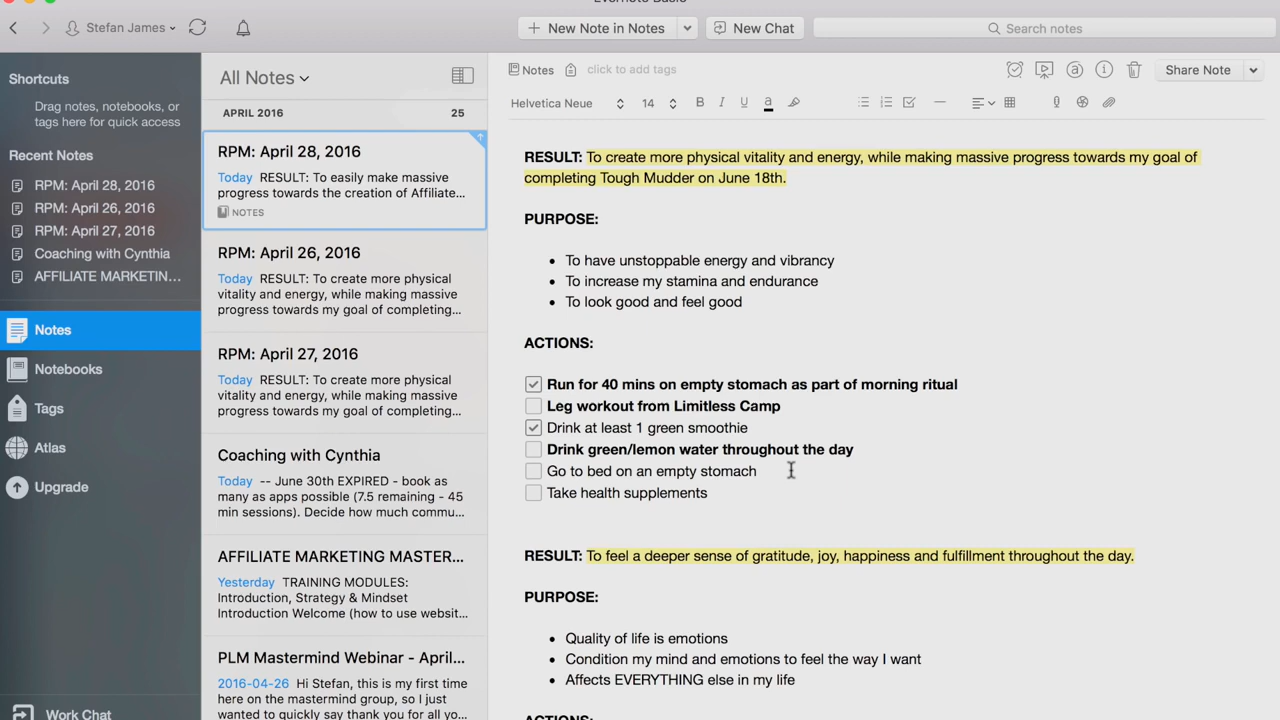 Stefan James
New Note in Notes
New Chat
Search notes
Shortcuts
Drag notes, notebooks, or
tags here for quick access
Recent Notes
RPM: April 28, 2016
RPM: April 26, 2016
RPM: April 27, 2016
Coaching with Cynthia
AFFILIATE MARKETIN...
Notes
Notebooks
Tags
Atlas
Upgrade
Work Chat
All Notes
APRIL 2016 25
RPM: April 28, 2016
Today RESULT: To easily make massive
progress towards the creation of Affiliate...
NOTES
RPM: April 26, 2016
Today RESULT: To create more physical
vitality and energy, while making massive
progress towards my goal of completing...
RPM: April 27, 2016
Today RESULT: To create more physical
vitality and energy, while making massive
progress towards my goal of completing...
Coaching with Cynthia
Today -- June 30th EXPIRED - book as
many as apps possible (7.5 remaining - 45
min sessions). Decide how much commu...
AFFILIATE MARKETING MASTER...
Yesterday TRAINING MODULES:
Introduction, Strategy & Mindset
Introduction Welcome (how to use websit...
PLM Mastermind Webinar - April...
2016-04-26 Hi Stefan, this is my first time
here on the mastermind group, so I just
wanted to quickly say thank you for all yo...
Notes click to add tags
Share Note
Helvetica Neue 14 B I U a
RESULT: To create more physical vitality and energy, while making massive progress towards my goal of
completing Tough Mudder on June 18th.
PURPOSE:
• To have unstoppable energy and vibrancy
• To increase my stamina and endurance
• To look good and feel good
ACTIONS:
Run for 40 mins on empty stomach as part of morning ritual
Leg workout from Limitless Camp
Drink at least 1 green smoothie
Drink green/lemon water throughout the day
Go to bed on an empty stomach
Take health supplements
RESULT: To feel a deeper sense of gratitude, joy, happiness and fulfillment throughout the day.
PURPOSE:
• Quality of life is emotions
• Condition my mind and emotions to feel the way I want
• Affects EVERYTHING else in my life